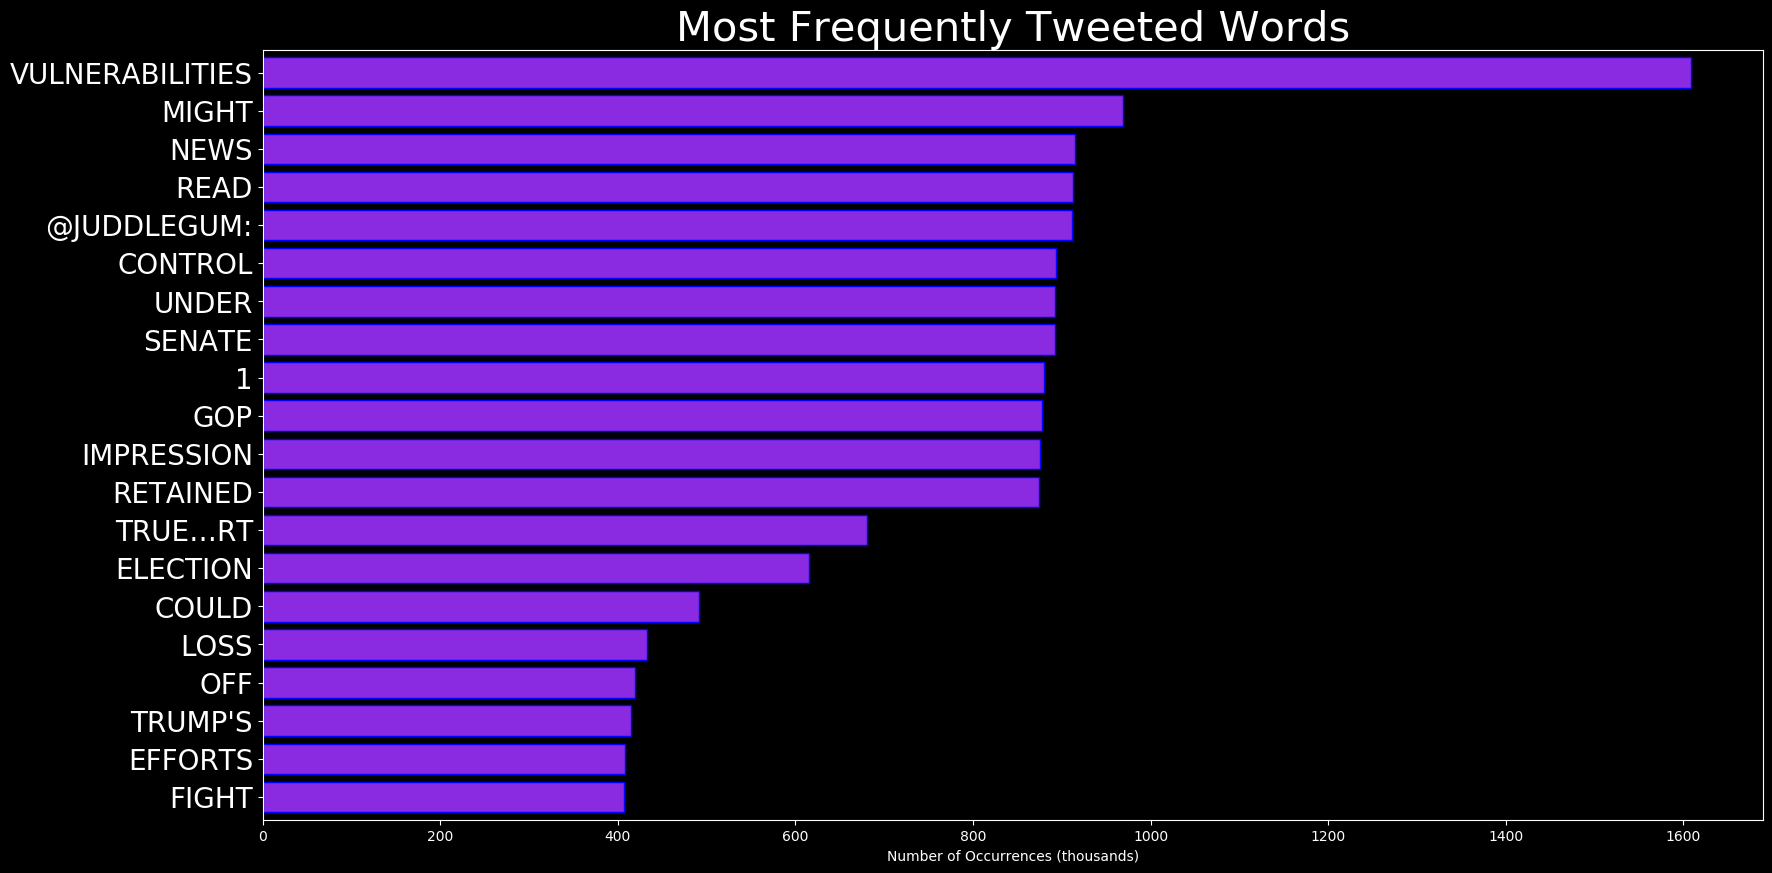 Most Frequently Tweeted Words
VULNERABILITIES
MIGHT
NEWS
READ
@JUDDLEGUM:
CONTROL
UNDER
SENATE
1
GOP
IMPRESSION
RETAINED
TRUE…RT
ELECTION
COULD
LOSS
OFF
TRUMP'S
EFFORTS
FIGHT
0 200 400 600 800 1000 1200 1400 1600
Number of Occurrences (thousands)